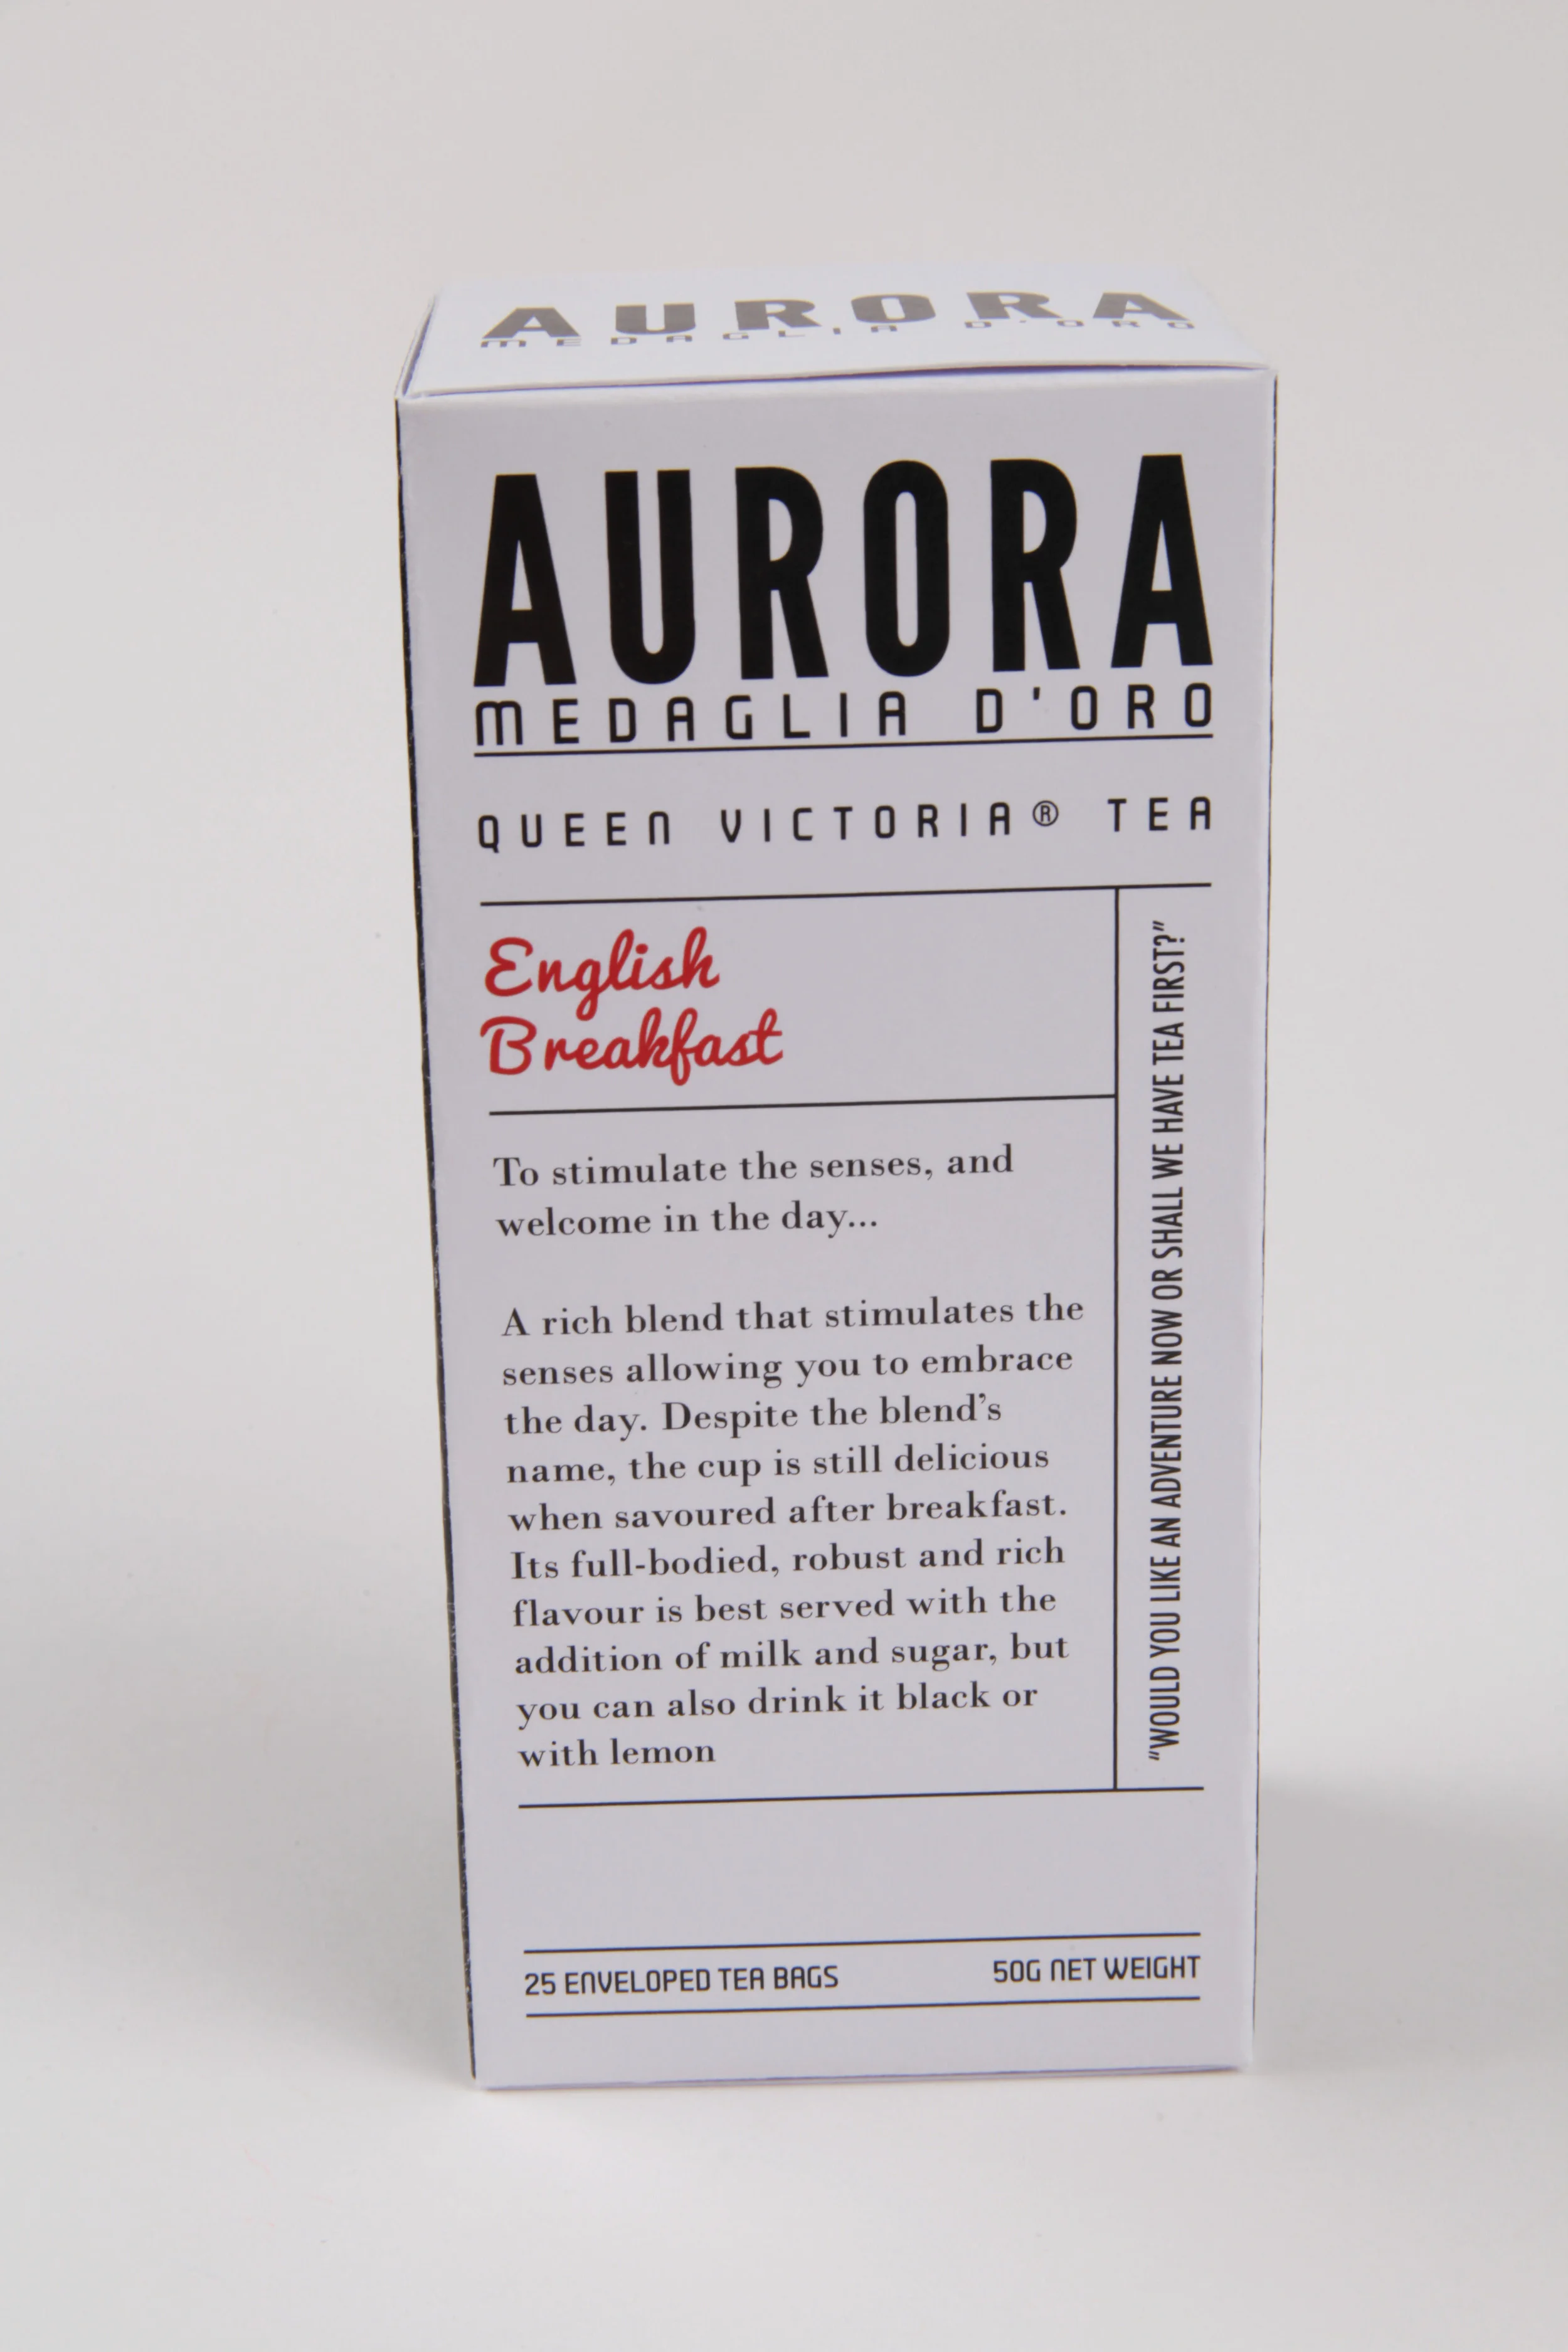 AURORA
MEDAGLIA D'ORO
AURORA
MEDAGLIA D'ORO
QUEEN VICTORIA® TEA
English
Breakfast
To stimulate the senses, and
welcome in the day...
A rich blend that stimulates the
senses allowing you to embrace
the day. Despite the blend's
name, the cup is still delicious
when savoured after breakfast.
Its full-bodied, robust and rich
flavour is best served with the
addition of milk and sugar, but
you can also drink it black or
with lemon
"WOULD YOU LIKE AN ADVENTURE NOW OR SHALL WE HAVE TEA FIRST?"
25 ENVELOPED TEA BAGS
50G NET WEIGHT